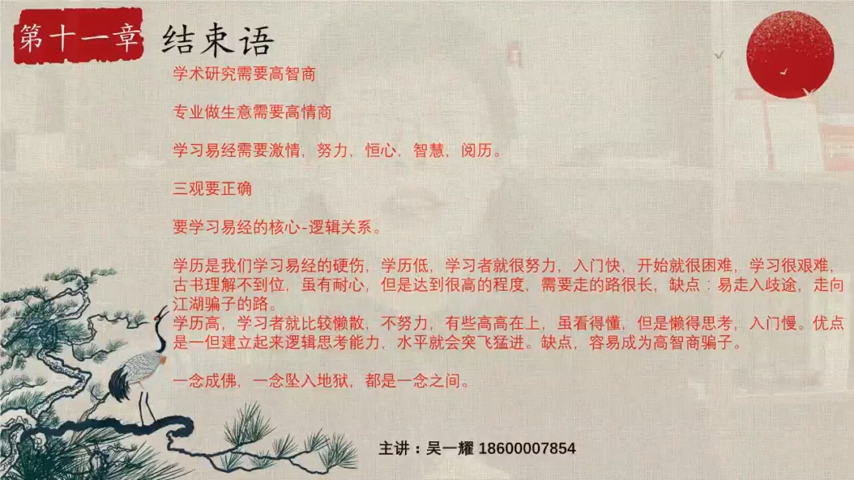 第十一章 结束语
学术研究需要高智商
专业做生意需要高情商
学习易经需要激情，努力，恒心，智慧，阅历。
三观要正确
要学习易经的核心-逻辑关系。
学历是我们学习易经的硬伤，学历低，学习者就很努力，入门快，开始就很困难，学习很艰难，
古书理解不到位，虽有耐心，但是达到很高的程度，需要走的路很长，缺点：易走入歧途，走向
江湖骗子的路。
学历高，学习者就比较懒散，不努力，有些高高在上，虽看得懂，但是懒得思考，入门慢。优点
是一但建立起来逻辑思考能力，水平就会突飞猛进。缺点，容易成为高智商骗子。
一念成佛，一念坠入地狱，都是一念之间。
主讲：吴一耀 18600007854